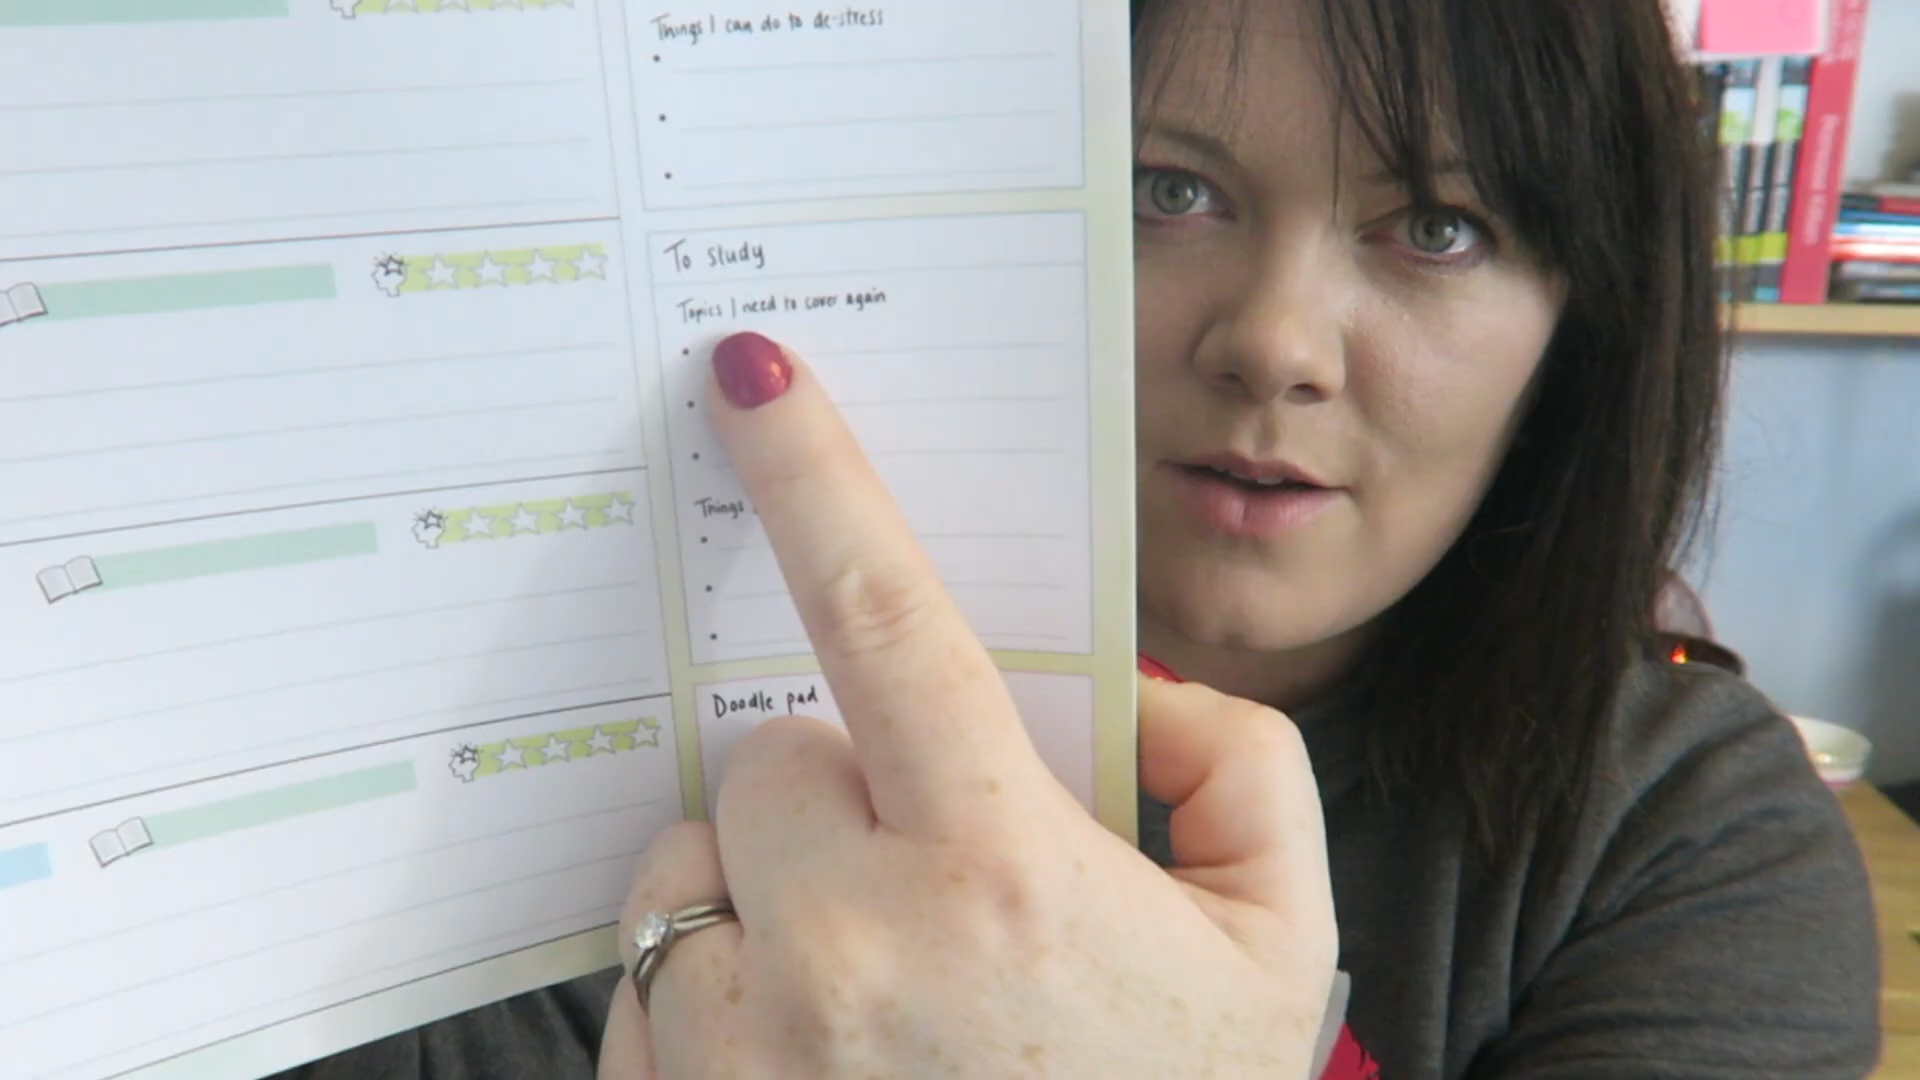 Things I can do to de-stress
To study
Topics I need to cover again
Things
Doodle pad